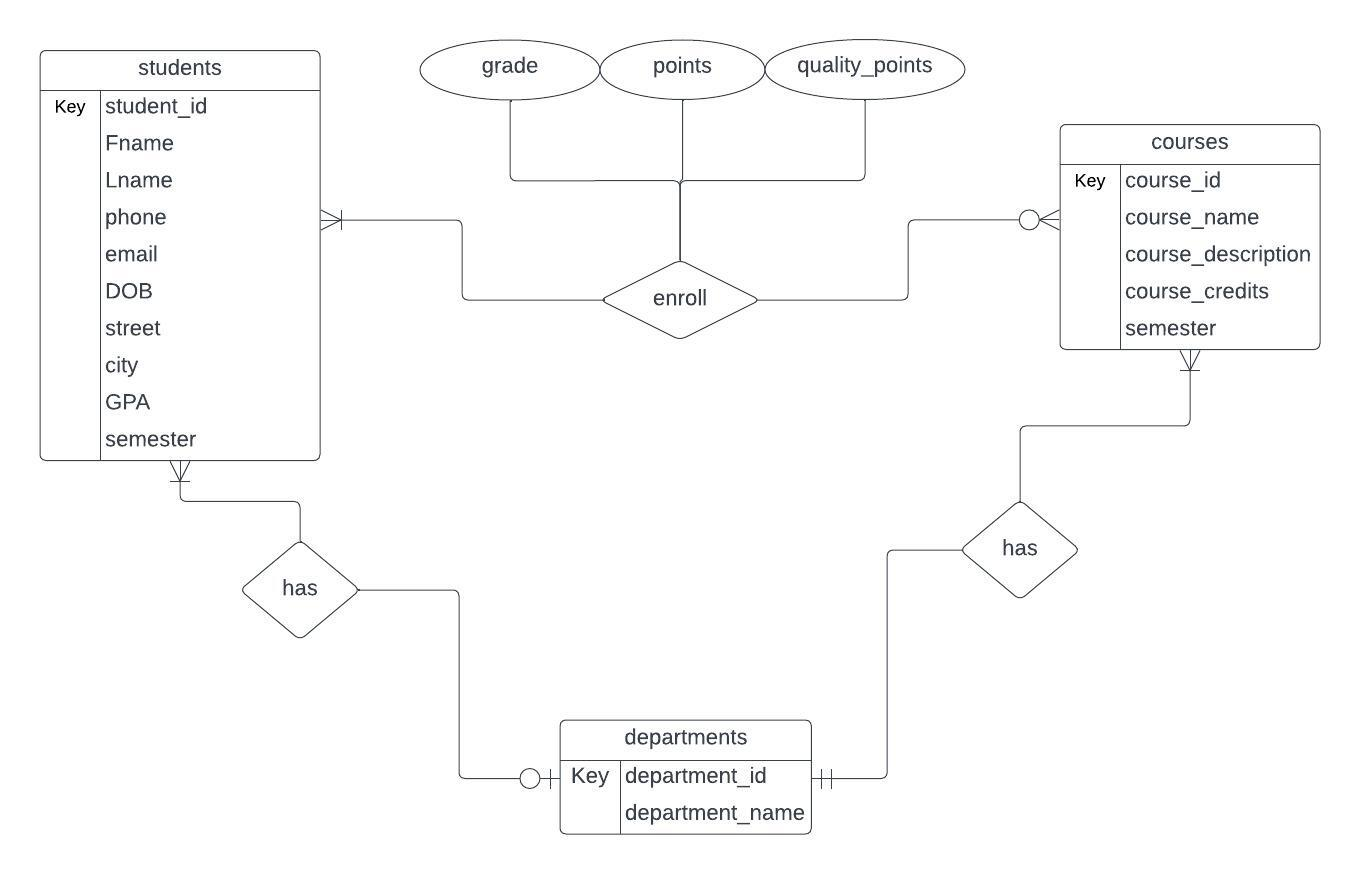 students
Key student_id
Fname
Lname
phone
email
DOB
street
city
GPA
semester
grade
points
quality_points
enroll
courses
Key course_id
course_name
course_description
course_credits
semester
has
has
departments
Key department_id
department_name